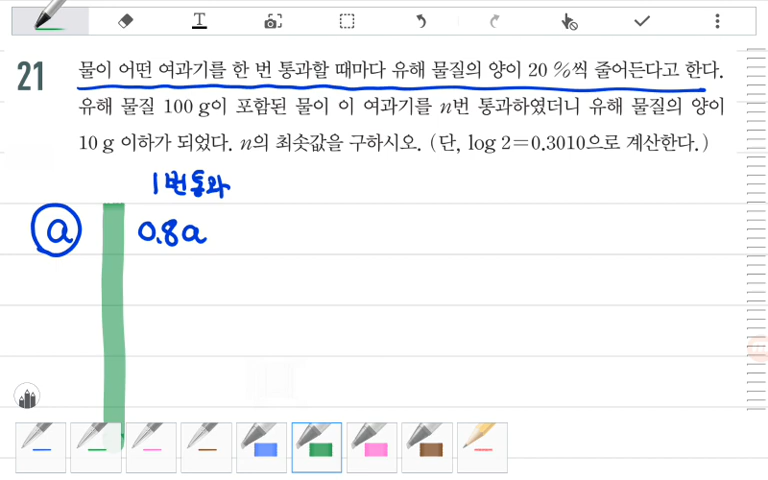 T
21 물이 어떤 여과기를 한 번 통과할 때마다 유해 물질의 양이 20 %씩 줄어든다고 한다.
유해 물질 100 g이 포함된 물이 이 여과기를 n번 통과하였더니 유해 물질의 양이
10 g 이하가 되었다. n의 최솟값을 구하시오. (단, log 2=0.3010으로 계산한다.)
1번통과
a 0.8a